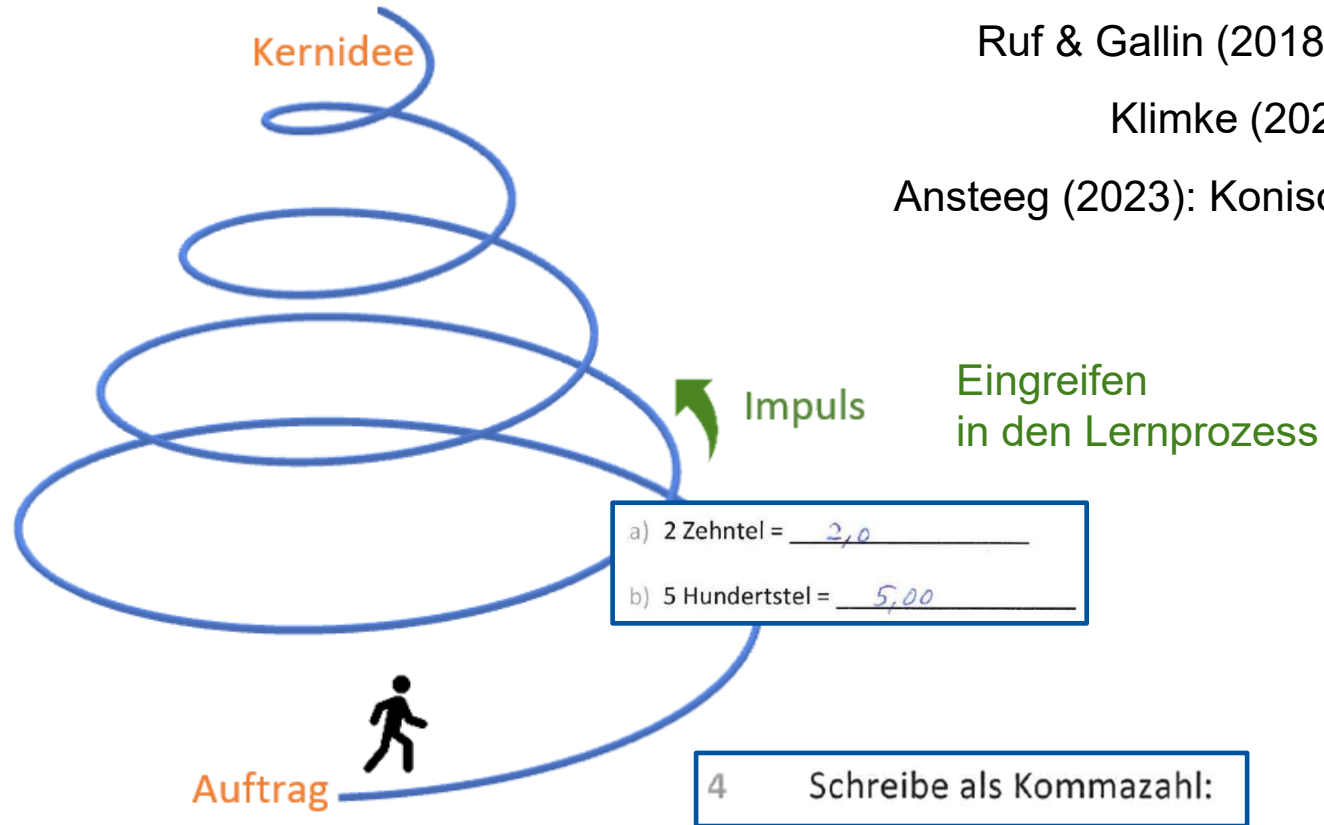 Kernidee
Ruf & Gallin (2018
Klimke (202
Ansteeg (2023): Konisc
Impuls
Eingreifen
in den Lernprozess
a) 2 Zehntel = 2,0
b) 5 Hundertstel = 5,00
Auftrag
4 Schreibe als Kommazahl: